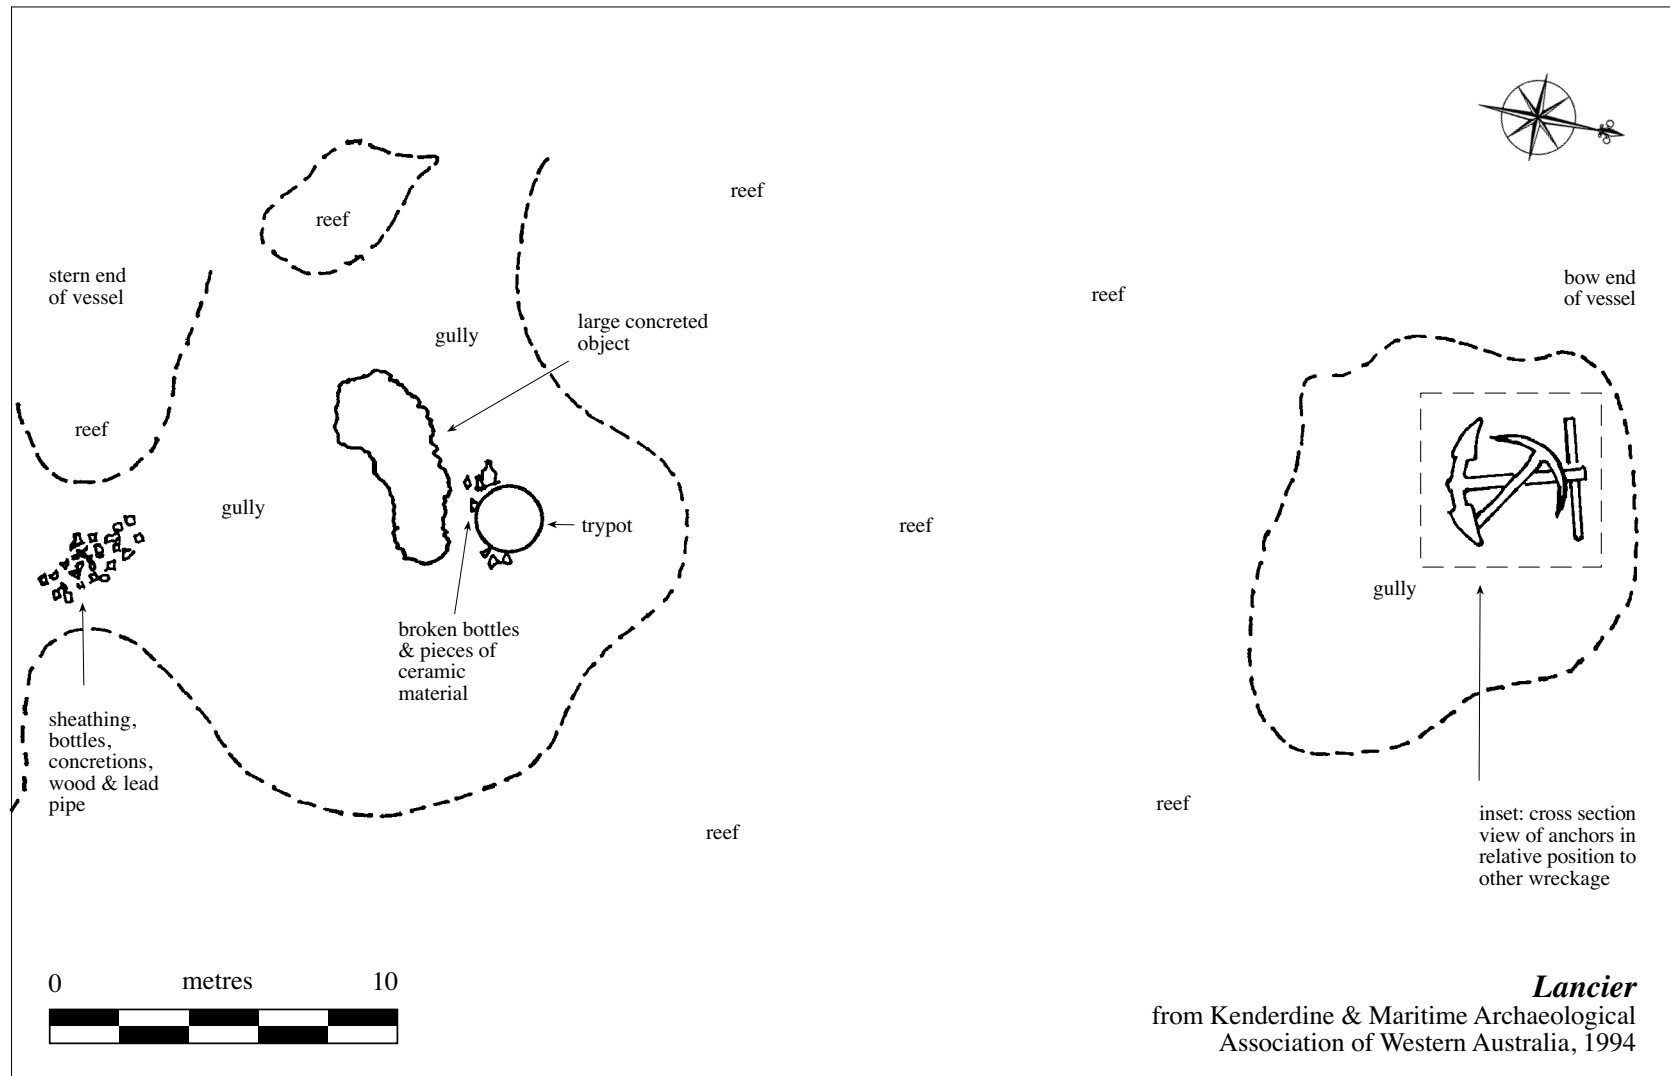 reef
reef
stern end
of vessel
reef
bow end
of vessel
large concreted
object
gully
reef
gully
trypot
reef
gully
broken bottles
& pieces of
ceramic
material
sheathing,
bottles,
concretions,
wood & lead
pipe
reef
reef
inset: cross section
view of anchors in
relative position to
other wreckage
0 metres 10
Lancier
from Kenderdine & Maritime Archaeological
Association of Western Australia, 1994